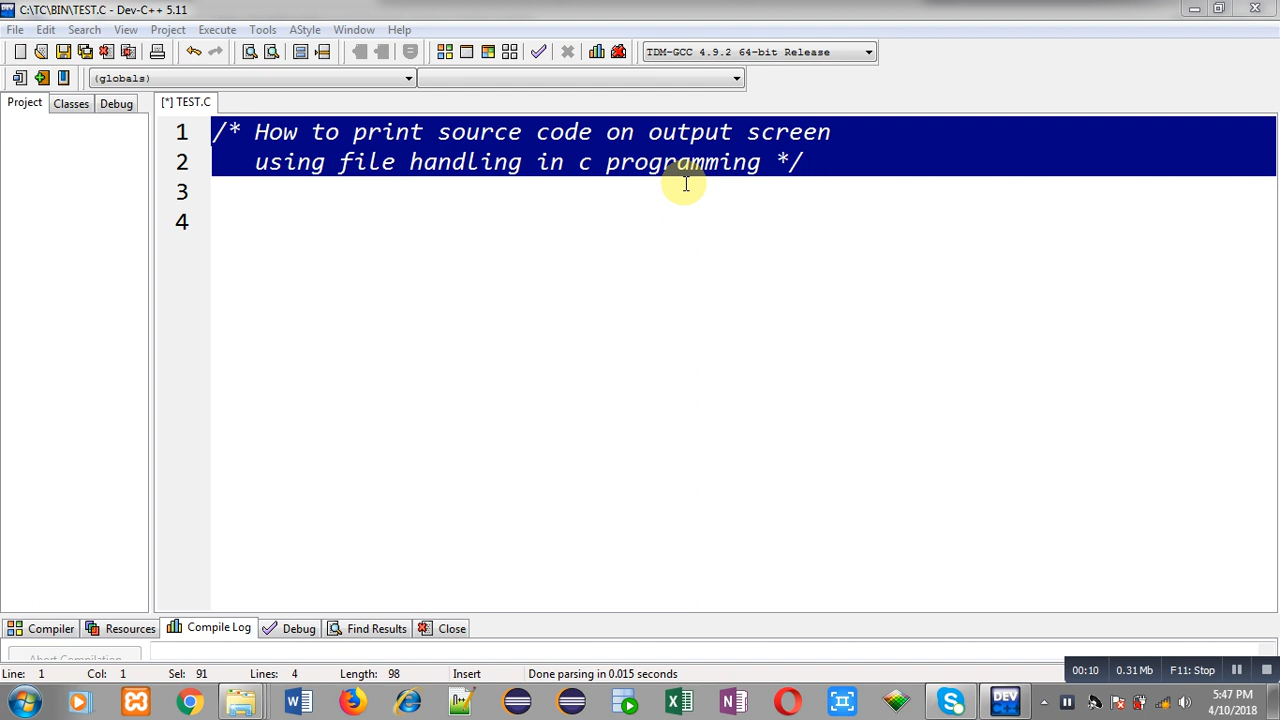 C:\TC\BIN\TEST.C - Dev-C++ 5.11
File Edit Search View Project Execute Tools AStyle Window Help
TDM-GCC 4.9.2 64-bit Release
(globals)
Project Classes Debug
[*] TEST.C
1 /* How to print source code on output screen
2 using file handling in c programming */
3
4
Compiler Resources Compile Log Debug Find Results Close
Abort Compilation
Line: 1 Col: 1 Sel: 91 Lines: 4 Length: 98 Insert Done parsing in 0.015 seconds
00:10 0.31 Mb F11: Stop
DEV
5:47 PM
4/10/2018